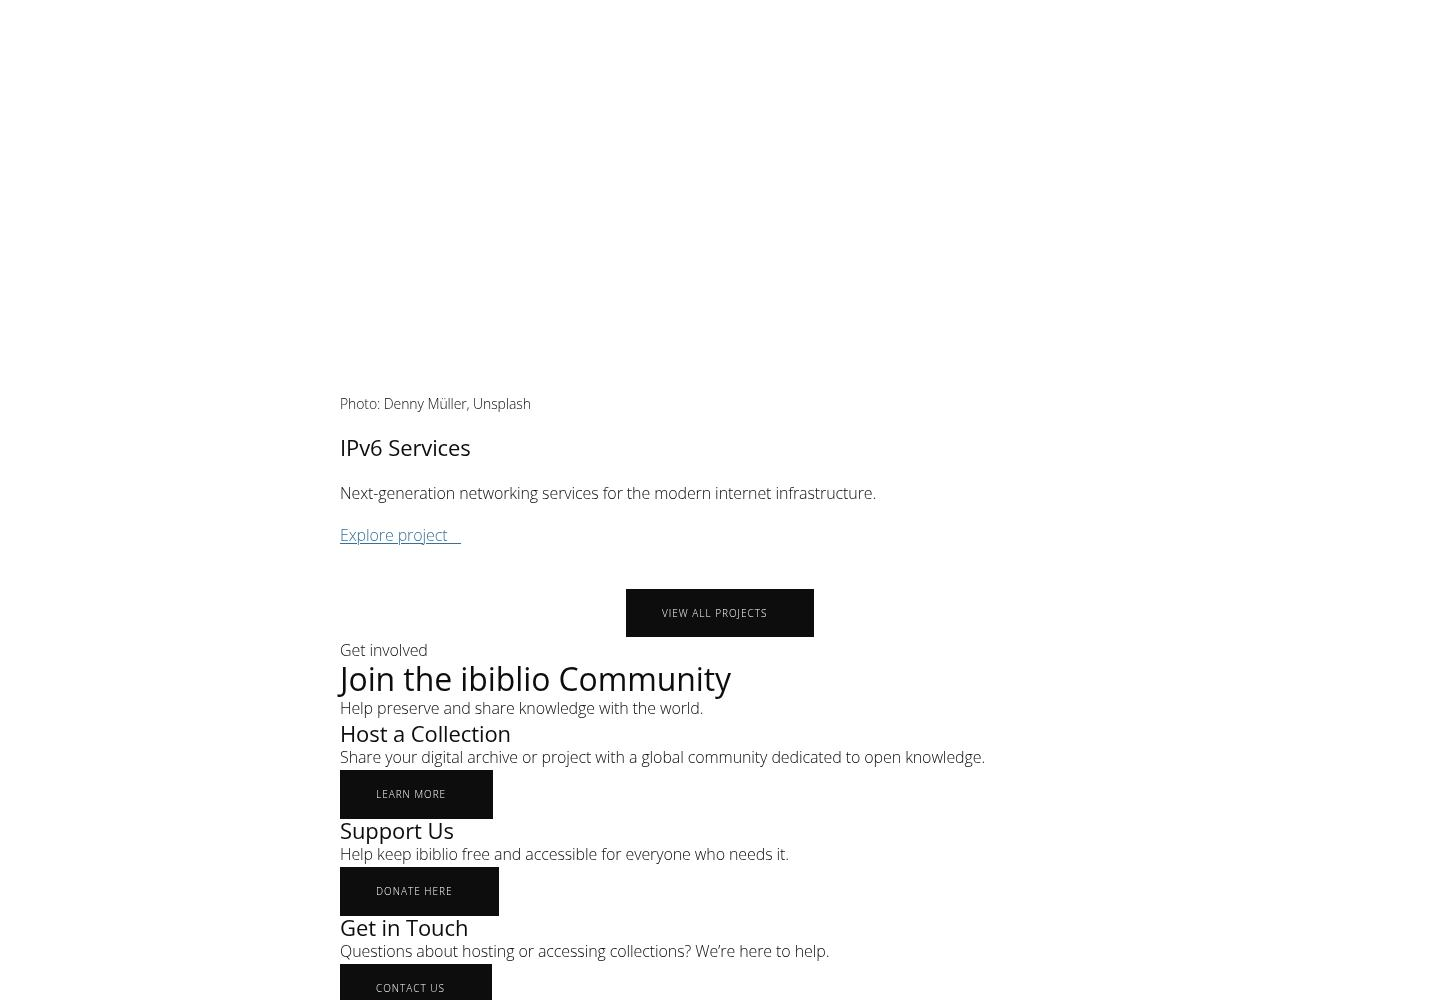 Photo: Denny Müller, Unsplash
IPv6 Services
Next-generation networking services for the modern internet infrastructure.
Explore project
VIEW ALL PROJECTS
Get involved
Join the ibiblio Community
Help preserve and share knowledge with the world.
Host a Collection
Share your digital archive or project with a global community dedicated to open knowledge.
LEARN MORE
Support Us
Help keep ibiblio free and accessible for everyone who needs it.
DONATE HERE
Get in Touch
Questions about hosting or accessing collections? We’re here to help.
CONTACT US